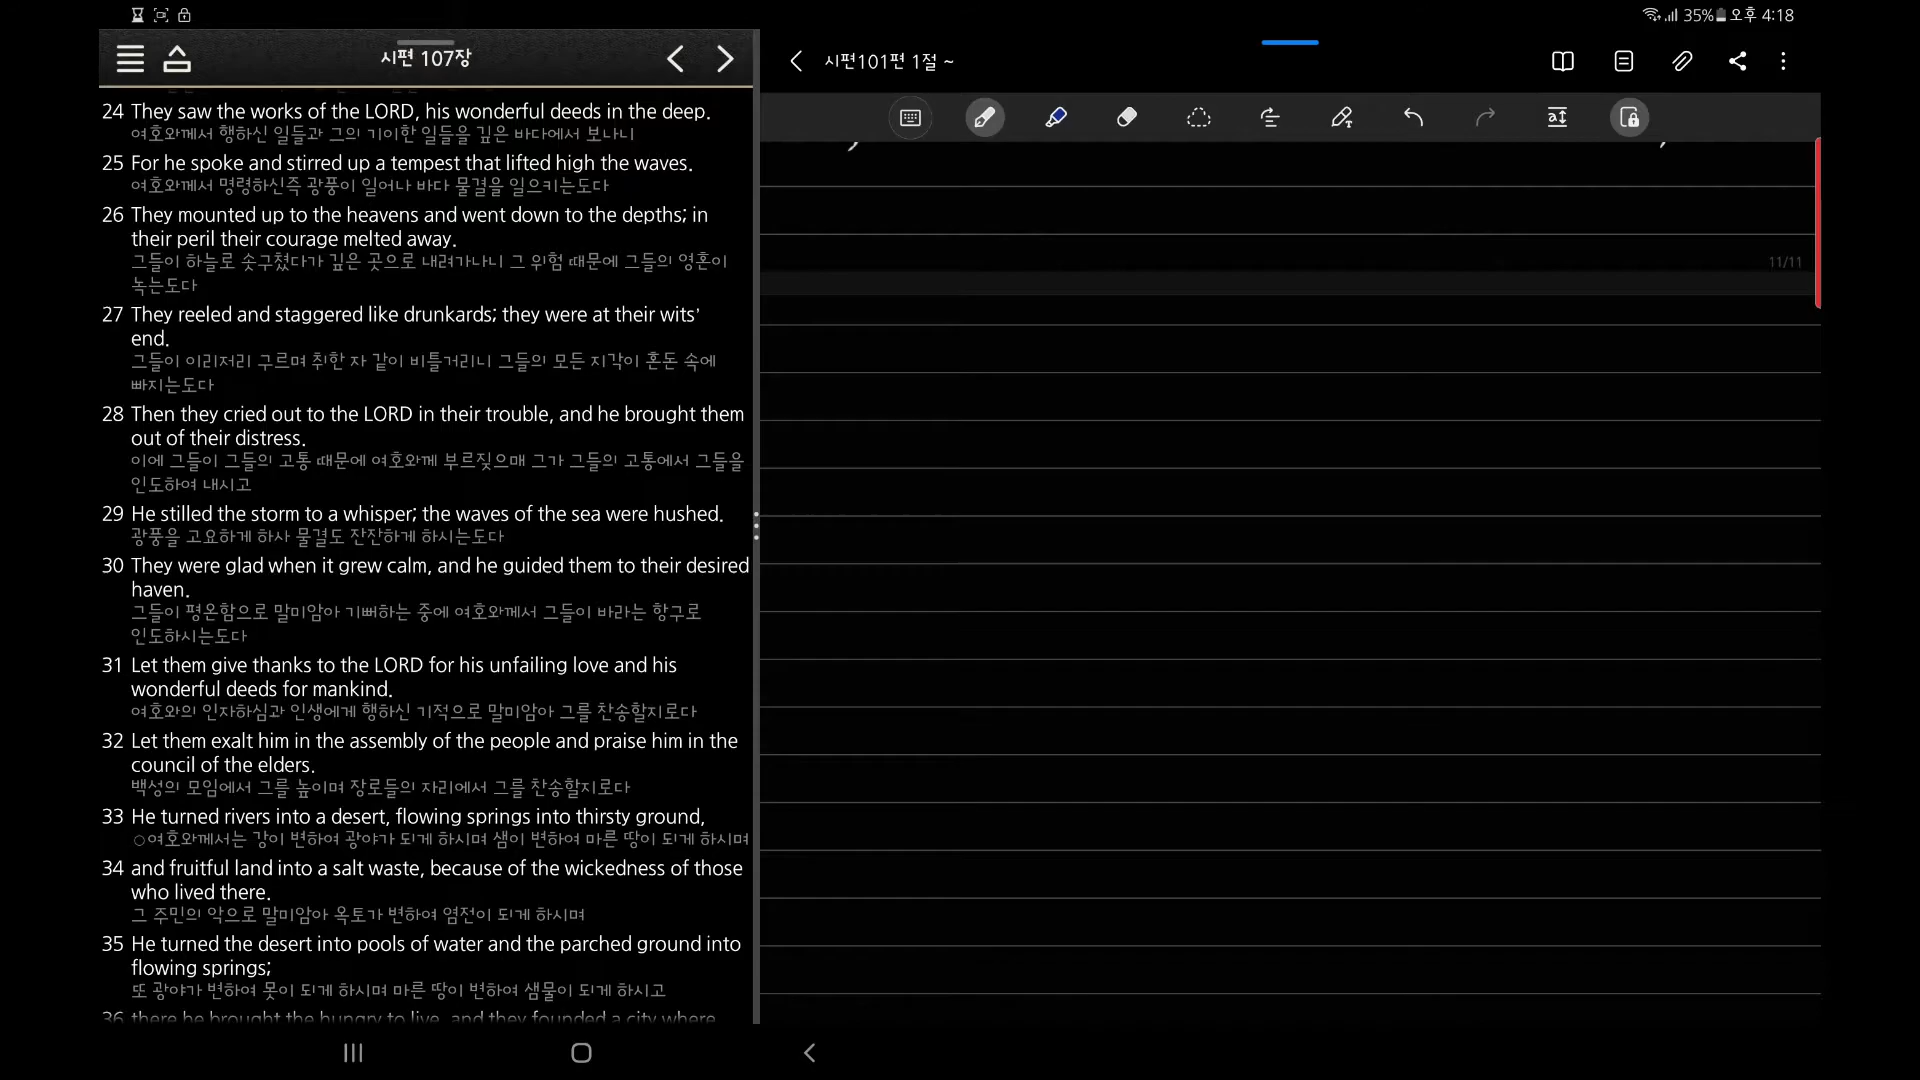 35% 오후 4:18
시편 107장
24 They saw the works of the LORD, his wonderful deeds in the deep.
여호와께서 행하신 일들과 그의 기이한 일들을 깊은 바다에서 보나니
25 For he spoke and stirred up a tempest that lifted high the waves.
여호와께서 명령하신즉 광풍이 일어나 바다 물결을 일으키는도다
26 They mounted up to the heavens and went down to the depths; in
their peril their courage melted away.
그들이 하늘로 솟구쳤다가 깊은 곳으로 내려가나니 그 위험 때문에 그들의 영혼이
녹는도다
27 They reeled and staggered like drunkards; they were at their wits'
end.
그들이 이리저리 구르며 취한 자 같이 비틀거리니 그들의 모든 지각이 혼돈 속에
빠지는도다
28 Then they cried out to the LORD in their trouble, and he brought them
out of their distress.
이에 그들이 그들의 고통 때문에 여호와께 부르짖으매 그가 그들의 고통에서 그들을
인도하여 내시고
29 He stilled the storm to a whisper; the waves of the sea were hushed.
광풍을 고요하게 하사 물결도 잔잔하게 하시는도다
30 They were glad when it grew calm, and he guided them to their desired
haven.
그들이 평온함으로 말미암아 기뻐하는 중에 여호와께서 그들이 바라는 항구로
인도하시는도다
31 Let them give thanks to the LORD for his unfailing love and his
wonderful deeds for mankind.
여호와의 인자하심과 인생에게 행하신 기적으로 말미암아 그를 찬송할지로다
32 Let them exalt him in the assembly of the people and praise him in the
council of the elders.
백성의 모임에서 그를 높이며 장로들의 자리에서 그를 찬송할지로다
33 He turned rivers into a desert, flowing springs into thirsty ground,
○여호와께서는 강이 변하여 광야가 되게 하시며 샘이 변하여 마른 땅이 되게 하시며
34 and fruitful land into a salt waste, because of the wickedness of those
who lived there.
그 주민의 악으로 말미암아 옥토가 변하여 염전이 되게 하시며
35 He turned the desert into pools of water and the parched ground into
flowing springs;
또 광야가 변하여 못이 되게 하시며 마른 땅이 변하여 샘물이 되게 하시고
36 there he brought the hungry to live, and they founded a city where
시편101편 1절 ~
11/11